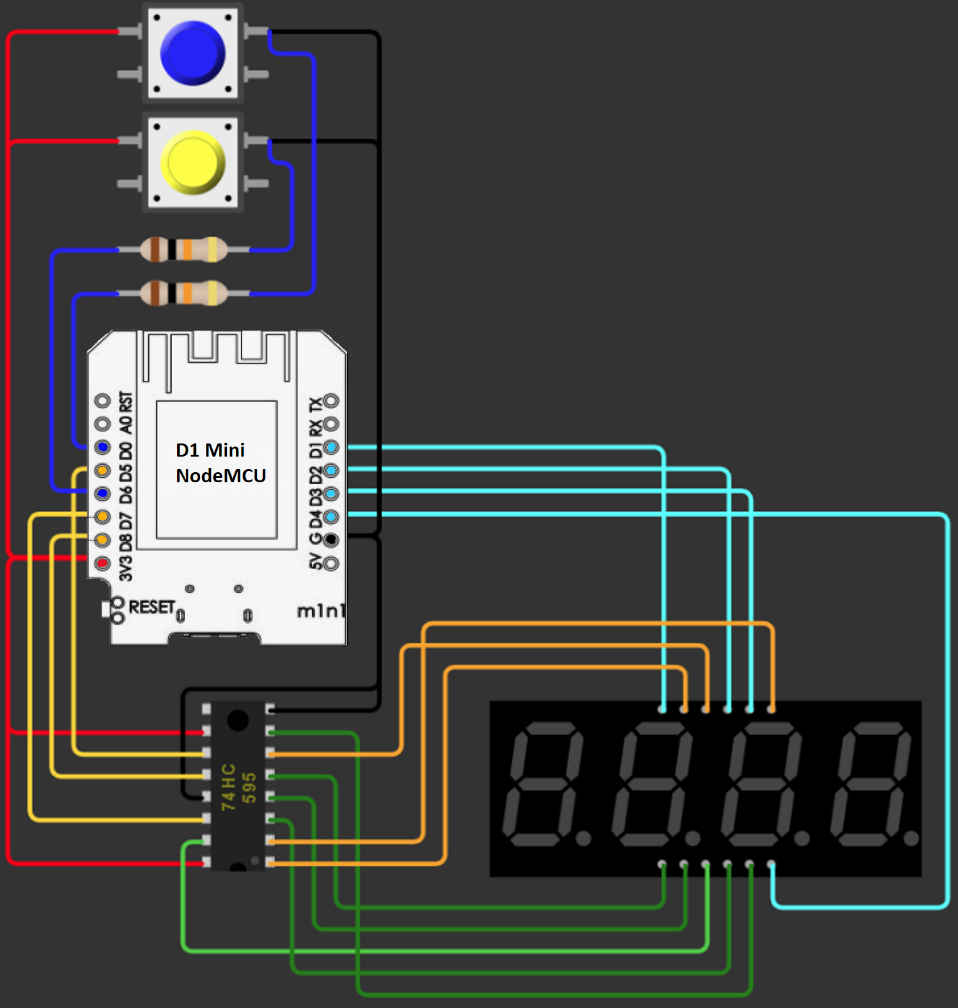 D1 Mini
NodeMCU
RST
A0
D0
D5
D6
D7
D8
3V3
TX
RX
D1
D2
D3
D4
G
5V
RESET
m1n1
74HC
595